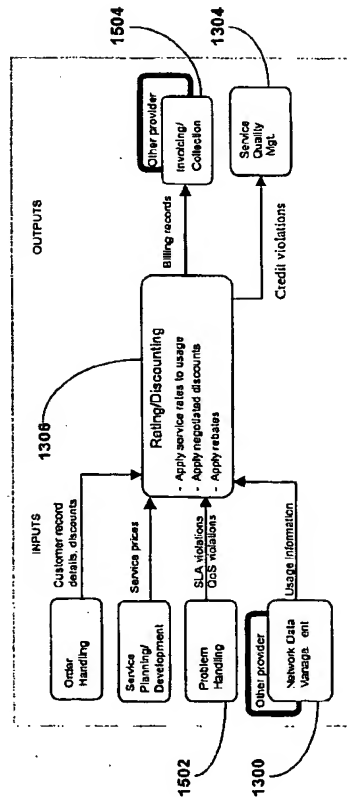 INPUTS
OUTPUTS
Order
Handling
Customer record
details, discounts
Service
Planning/
Development
Service prices
Problem
Handling
SLA violations
QoS violations
1502
Other provider
Network Data
Manage ent
Usage Information
1300
1306
Rating/Discounting
- Apply service rates to usage
- Apply negotiated discounts
- Apply rebates
Billing records
Other provider
Invoicing/
Collection
1504
Credit violations
Service
Quality
Mgt.
1304